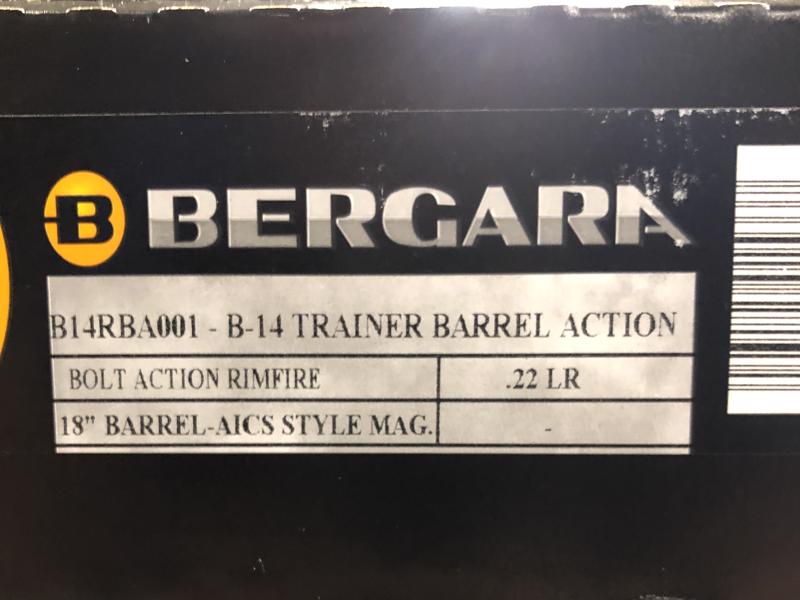 B BERGARA
B14RBA001 - B-14 TRAINER BARREL ACTION
BOLT ACTION RIMFIRE .22 LR
18" BARREL-AICS STYLE MAG. -